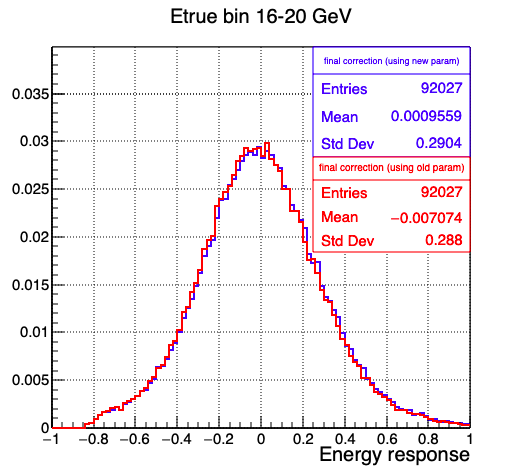 Etrue bin 16-20 GeV
final correction (using new param)
Entries 92027
Mean 0.0009559
Std Dev 0.2904
final correction (using old param)
Entries 92027
Mean −0.007074
Std Dev 0.288
0.035
0.03
0.025
0.02
0.015
0.01
0.005
0
−1 −0.8 −0.6 −0.4 −0.2 0 0.2 0.4 0.6 0.8 1
Energy response